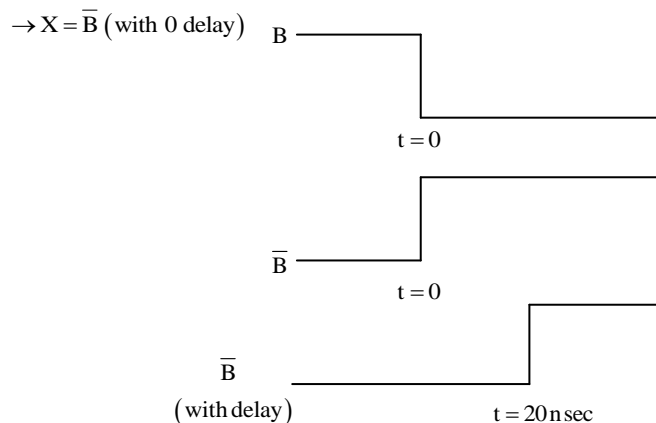 → X = B̅ (with 0 delay)
B
t = 0
B̅
t = 0
B̅
(with delay)
t = 20 n sec